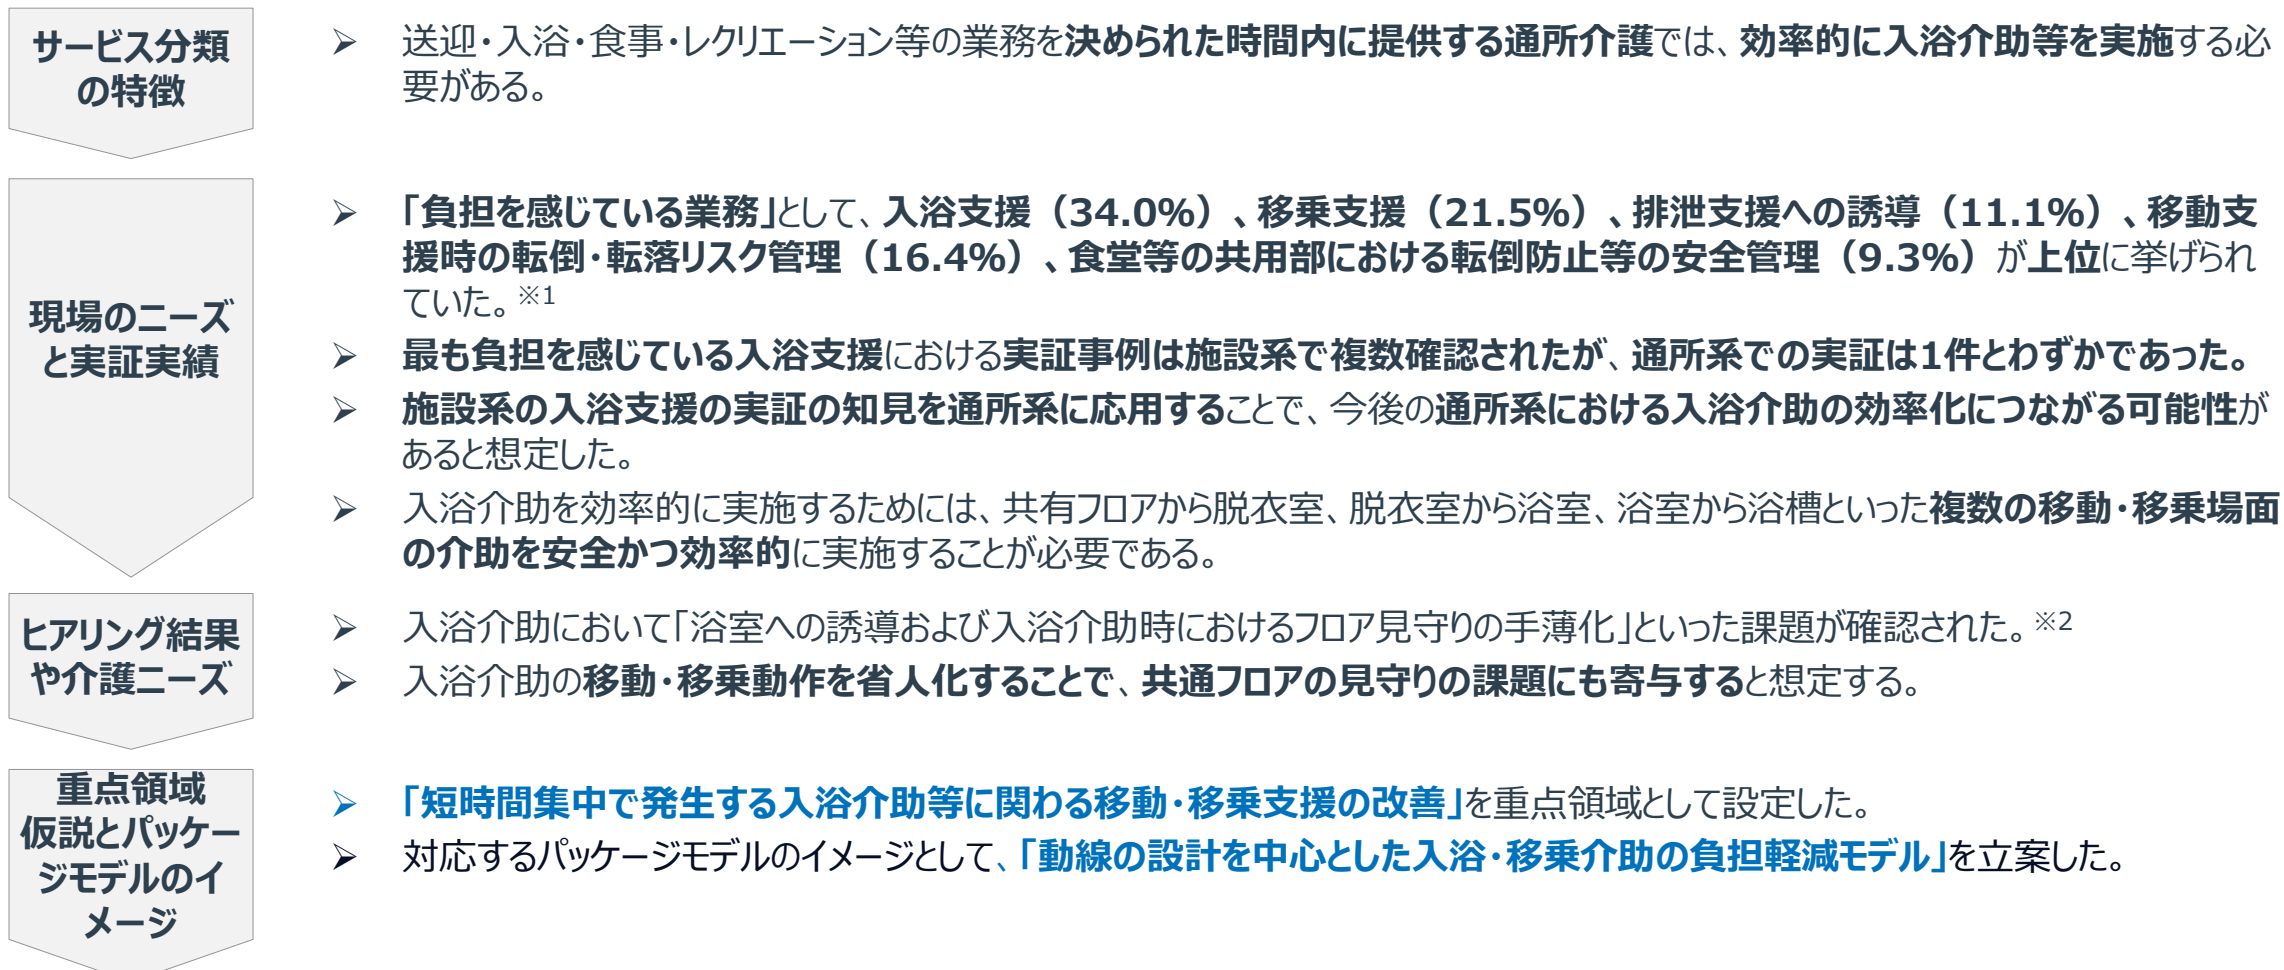 サービス分類
の特徴
➢ 送迎・入浴・食事・レクリエーション等の業務を決められた時間内に提供する通所介護では、効率的に入浴介助等を実施する必
要がある。
現場のニーズ
と実証実績
➢ 「負担を感じている業務」として、入浴支援（34.0%）、移乗支援（21.5%）、排泄支援への誘導（11.1%）、移動支
援時の転倒・転落リスク管理（16.4%）、食堂等の共用部における転倒防止等の安全管理（9.3%）が上位に挙げられ
ていた。※1
➢ 最も負担を感じている入浴支援における実証事例は施設系で複数確認されたが、通所系での実証は1件とわずかであった。
➢ 施設系の入浴支援の実証の知見を通所系に応用することで、今後の通所系における入浴介助の効率化につながる可能性が
あると想定した。
➢ 入浴介助を効率的に実施するためには、共有フロアから脱衣室、脱衣室から浴室、浴室から浴槽といった複数の移動・移乗場面
の介助を安全かつ効率的に実施することが必要である。
ヒアリング結果
や介護ニーズ
➢ 入浴介助において「浴室への誘導および入浴介助時におけるフロア見守りの手薄化」といった課題が確認された。※2
➢ 入浴介助の移動・移乗動作を省人化することで、共通フロアの見守りの課題にも寄与すると想定する。
重点領域
仮説とパッケー
ジモデルのイ
メージ
➢ 「短時間集中で発生する入浴介助等に関わる移動・移乗支援の改善」を重点領域として設定した。
➢ 対応するパッケージモデルのイメージとして、「動線の設計を中心とした入浴・移乗介助の負担軽減モデル」を立案した。